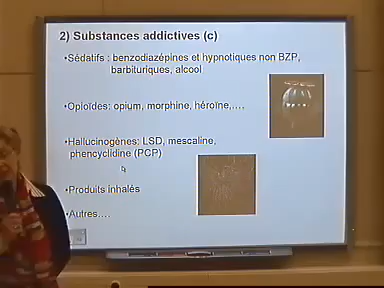 2) Substances addictives (c)
•Sédatifs : benzodiazépines et hypnotiques non BZP,
barbituriques, alcool
•Opioïdes: opium, morphine, héroïne,....
•Hallucinogènes: LSD, mescaline,
phencyclidine (PCP)
•Produits inhalés
•Autres....